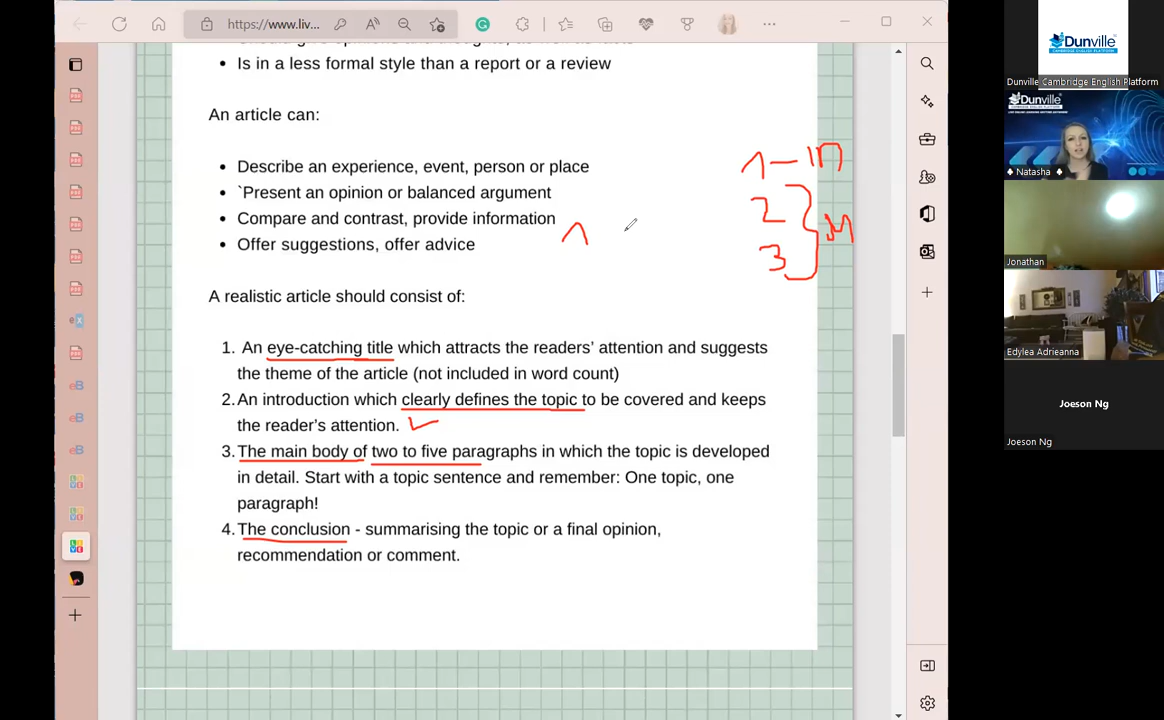 https://www.liv...
• Is in a less formal style than a report or a review
An article can:
• Describe an experience, event, person or place
• `Present an opinion or balanced argument
• Compare and contrast, provide information
• Offer suggestions, offer advice
1 — IN
2
3
M
1
A realistic article should consist of:
1. An eye-catching title which attracts the readers’ attention and suggests
the theme of the article (not included in word count)
2. An introduction which clearly defines the topic to be covered and keeps
the reader’s attention.
3. The main body of two to five paragraphs in which the topic is developed
in detail. Start with a topic sentence and remember: One topic, one
paragraph!
4. The conclusion - summarising the topic or a final opinion,
recommendation or comment.
Dunville
Dunville Cambridge English Platform
Dunville
♦ Natasha ♦
Jonathan
Edylea Adrieanna
Joeson Ng
Joeson Ng